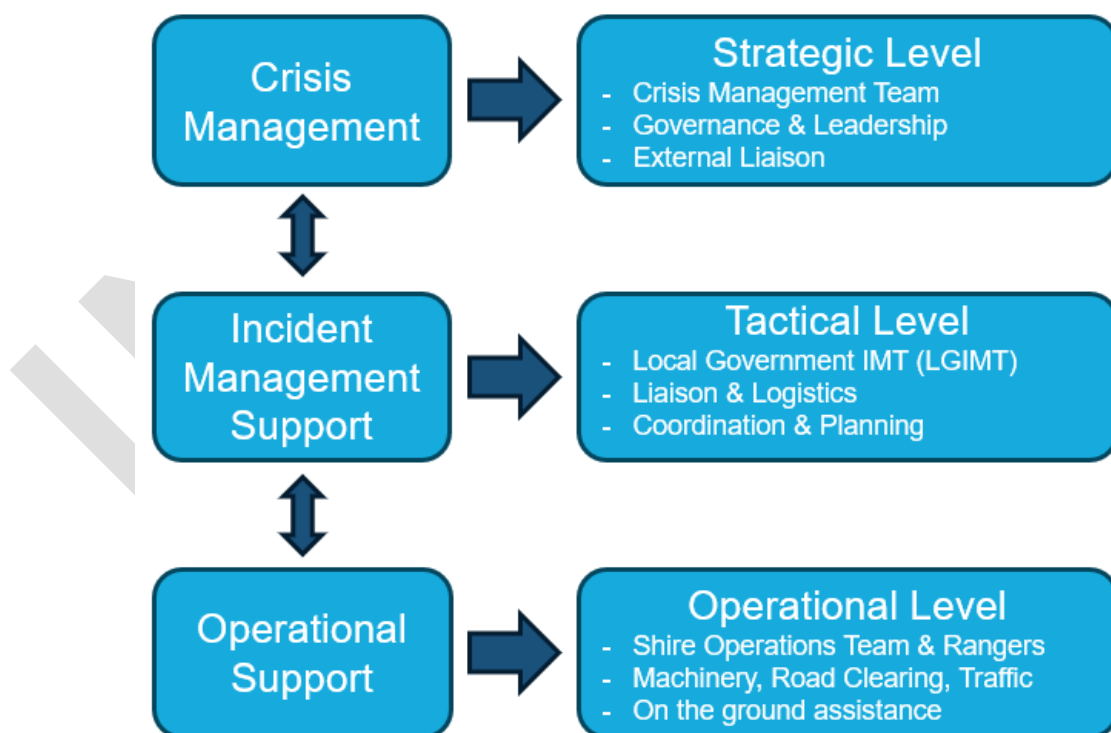 Crisis
Management
Strategic Level
- Crisis Management Team
- Governance & Leadership
- External Liaison
Incident
Management
Support
Tactical Level
- Local Government IMT (LGIMT)
- Liaison & Logistics
- Coordination & Planning
Operational
Support
Operational Level
- Shire Operations Team & Rangers
- Machinery, Road Clearing, Traffic
- On the ground assistance